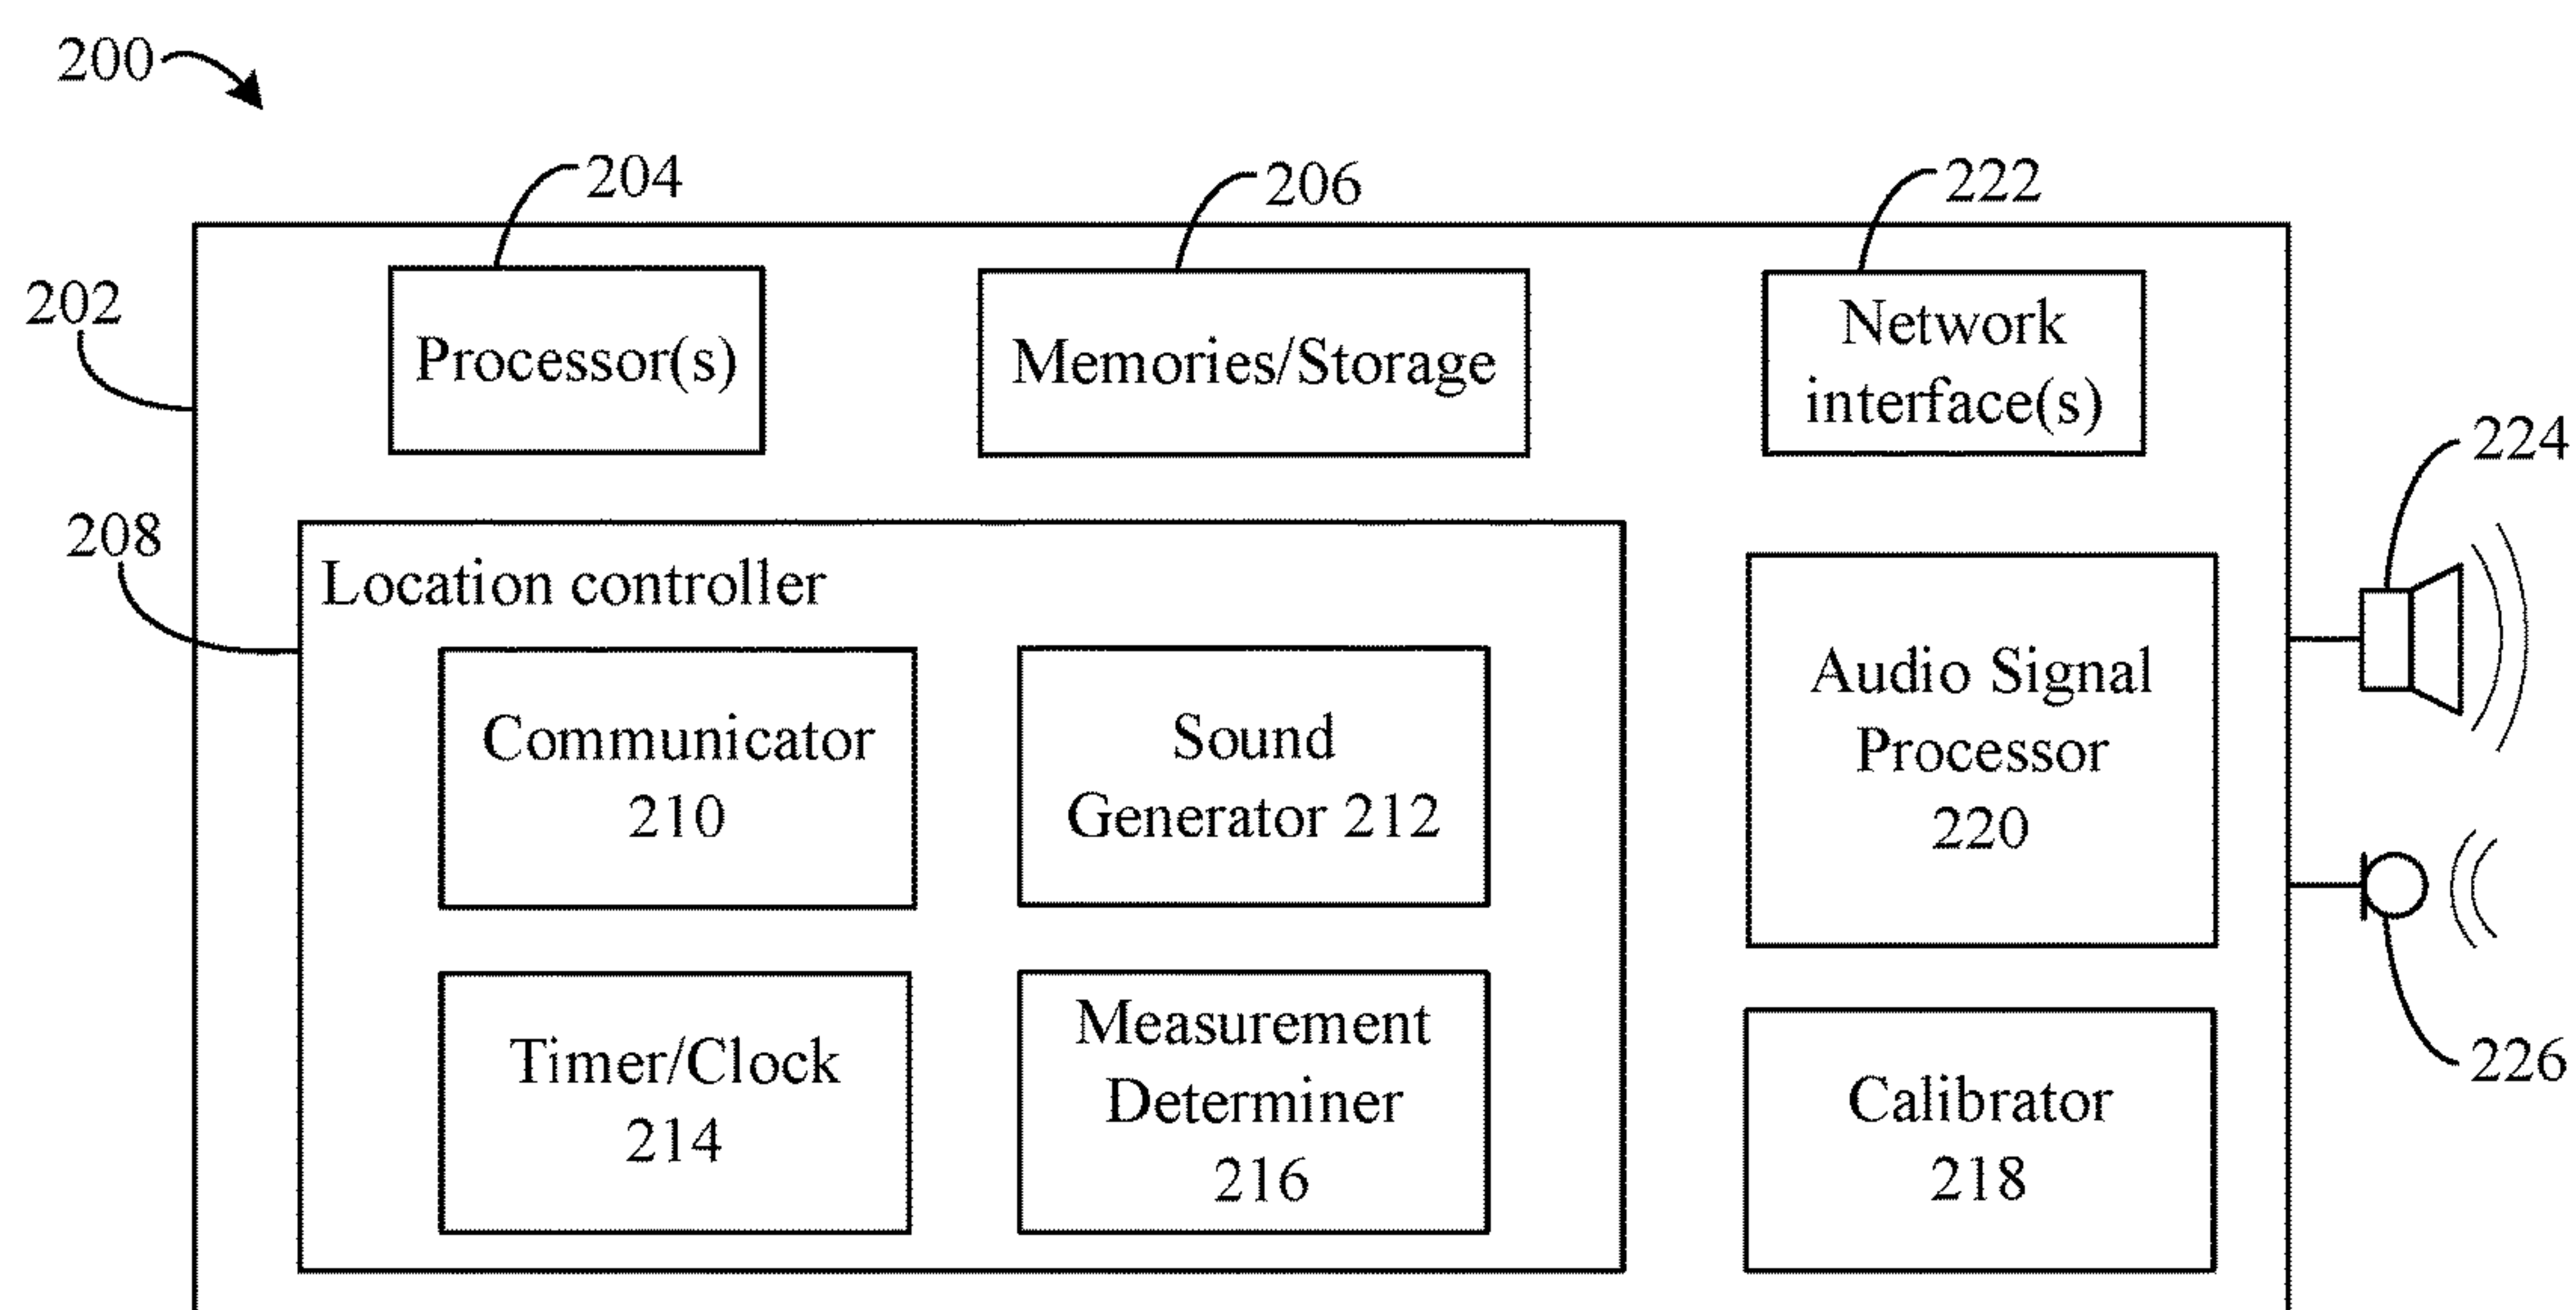 200
204
206
222
202
Processor(s)
Memories/Storage
Network
interface(s)
224
208
Location controller
Communicator
210
Sound
Generator 212
Audio Signal
Processor
220
Timer/Clock
214
Measurement
Determiner
216
Calibrator
218
226